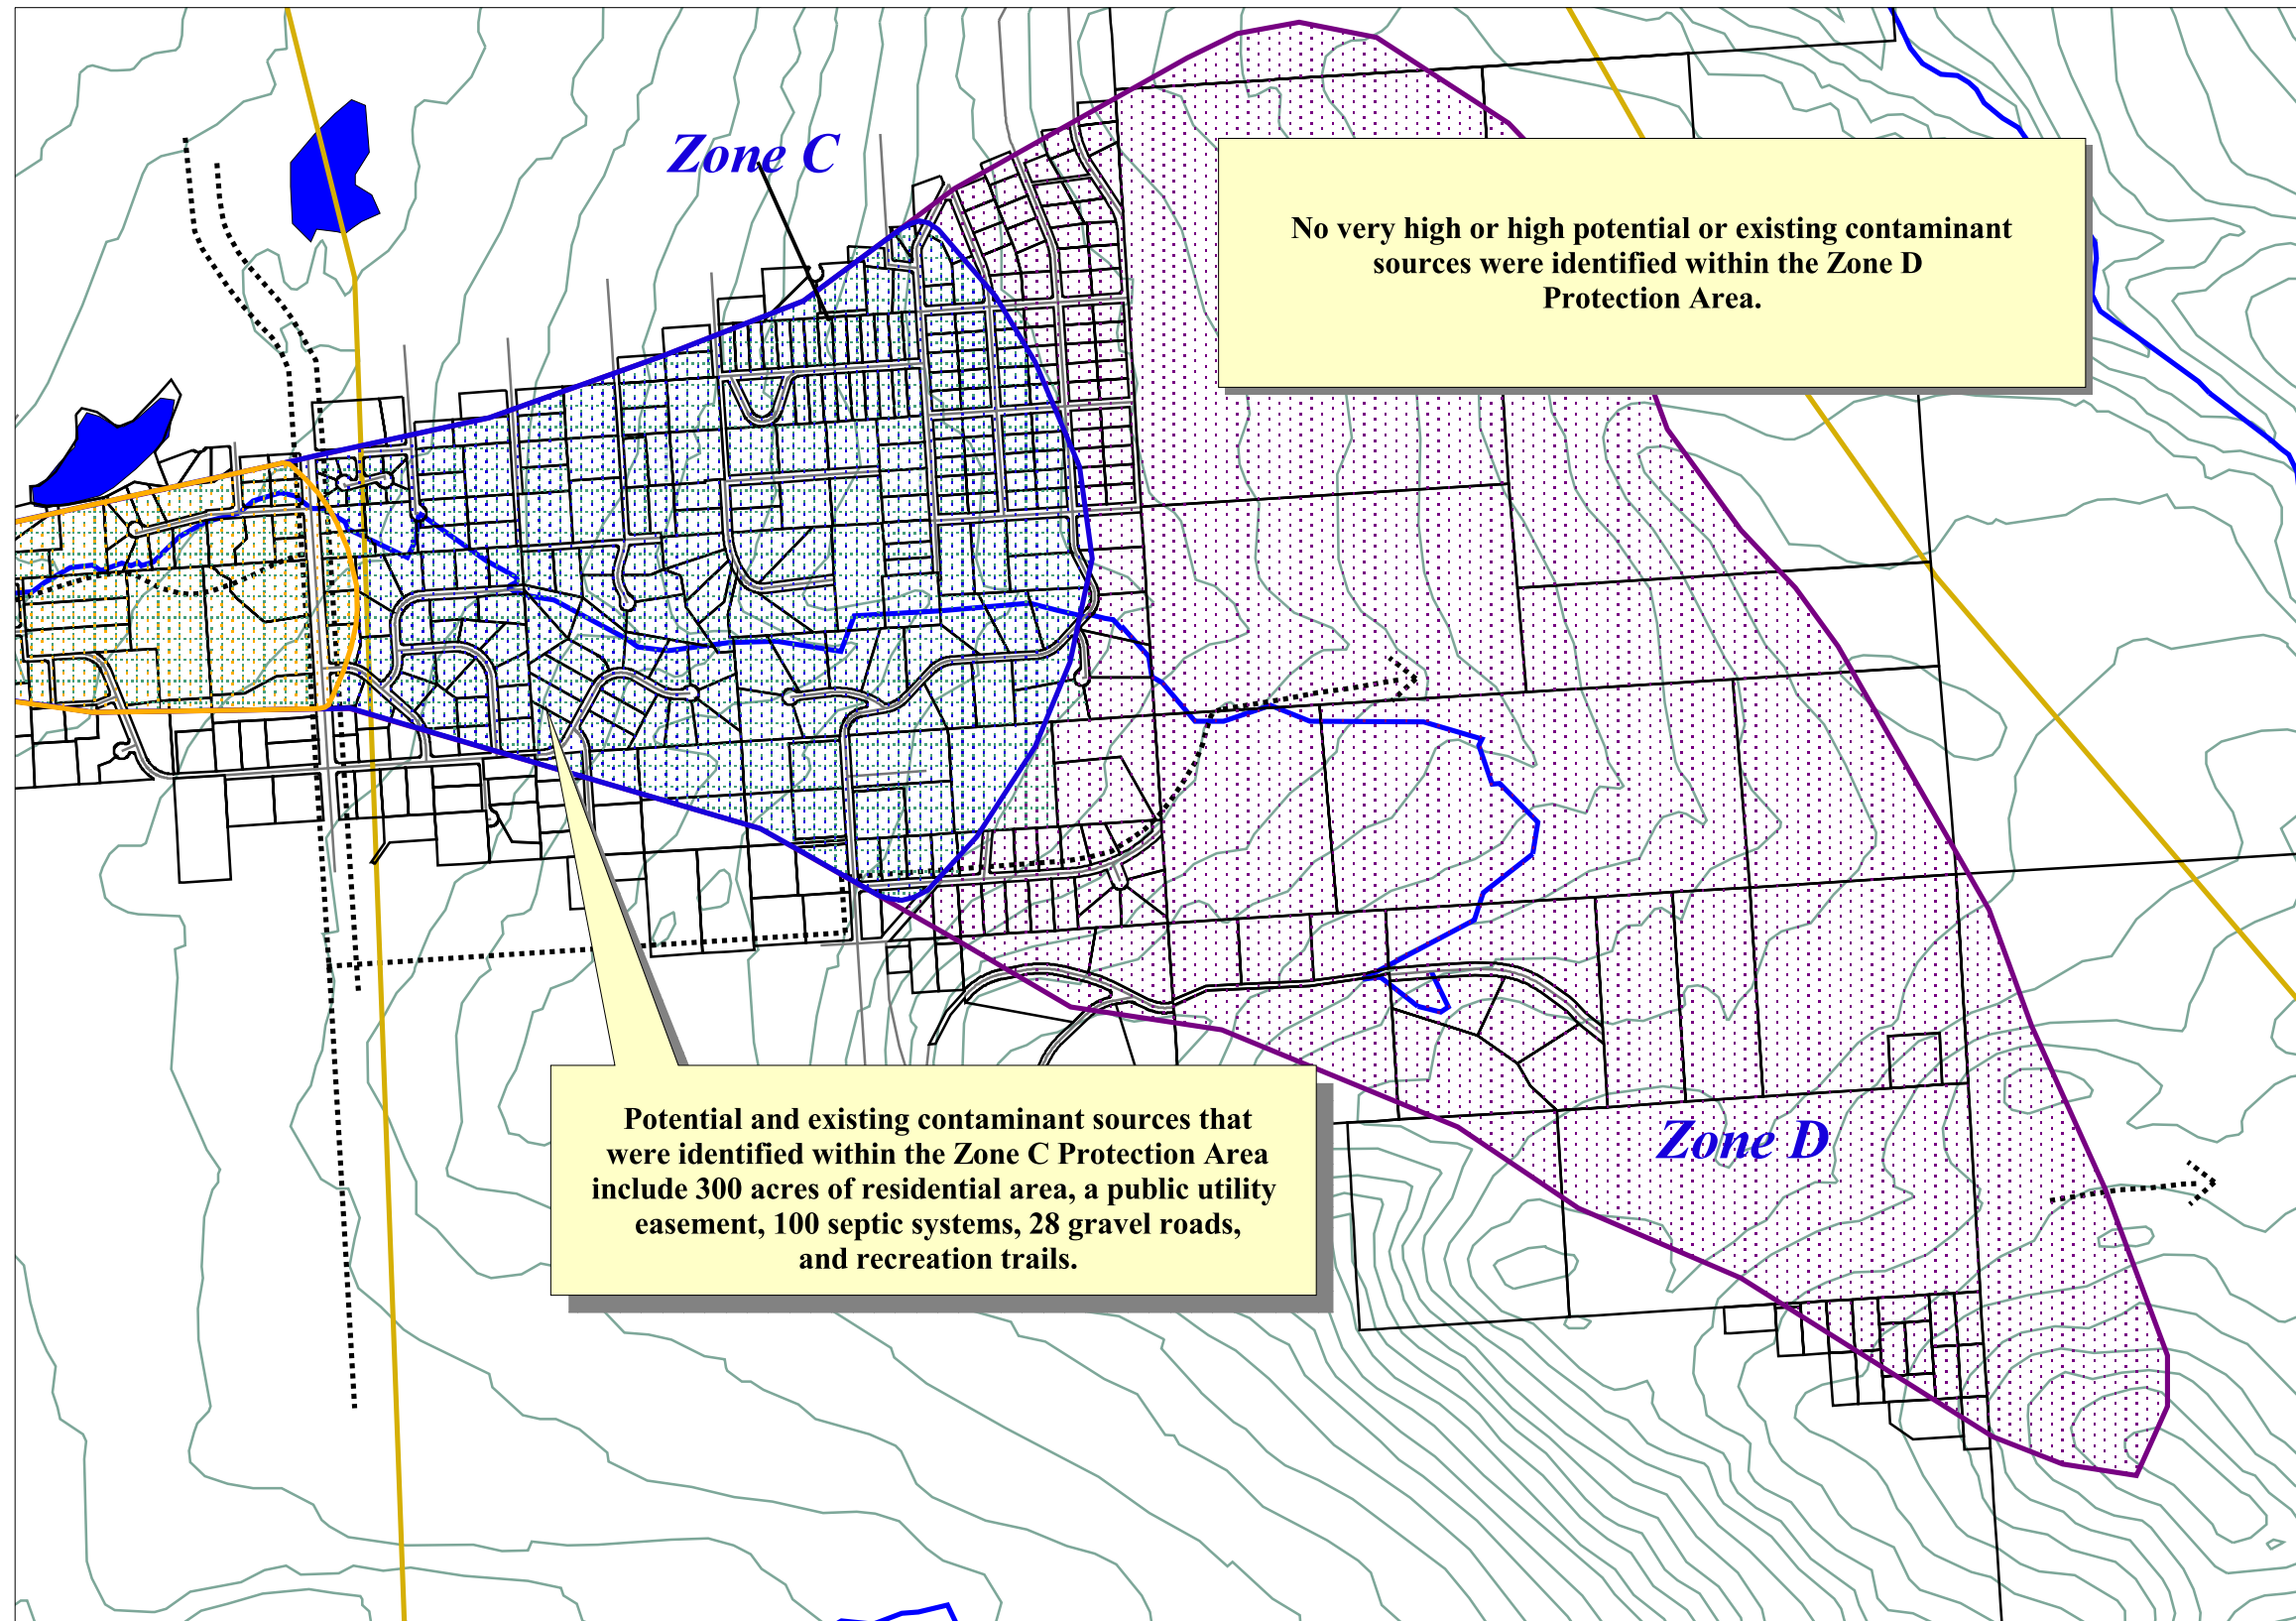 Zone C
No very high or high potential or existing contaminant
sources were identified within the Zone D
Protection Area.
Potential and existing contaminant sources that
were identified within the Zone C Protection Area
include 300 acres of residential area, a public utility
easement, 100 septic systems, 28 gravel roads,
and recreation trails.
Zone D